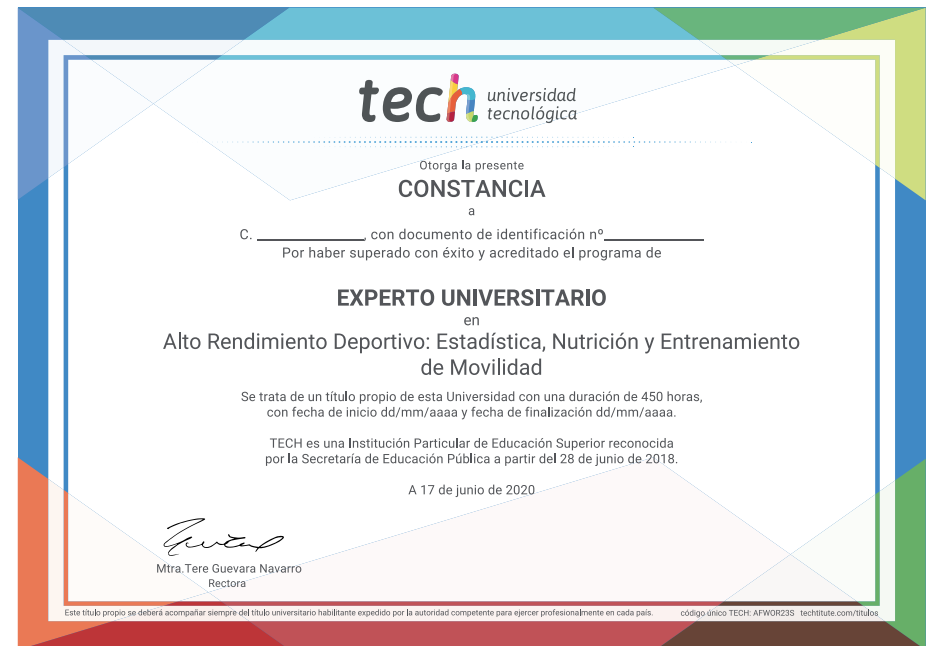 tech universidad
tecnológica
Otorga la presente
CONSTANCIA
a
C. ______________, con documento de identificación nº_____________
Por haber superado con éxito y acreditado el programa de
EXPERTO UNIVERSITARIO
en
Alto Rendimiento Deportivo: Estadística, Nutrición y Entrenamiento
de Movilidad
Se trata de un título propio de esta Universidad con una duración de 450 horas,
con fecha de inicio dd/mm/aaaa y fecha de finalización dd/mm/aaaa.
TECH es una Institución Particular de Educación Superior reconocida
por la Secretaría de Educación Pública a partir del 28 de junio de 2018.
A 17 de junio de 2020
Mtra.Tere Guevara Navarro
Rectora
Este título propio se deberá acompañar siempre del título universitario habilitante expedido por la autoridad competente para ejercer profesionalmente en cada país. código único TECH: AFWOR23S techtitute.com/titulos